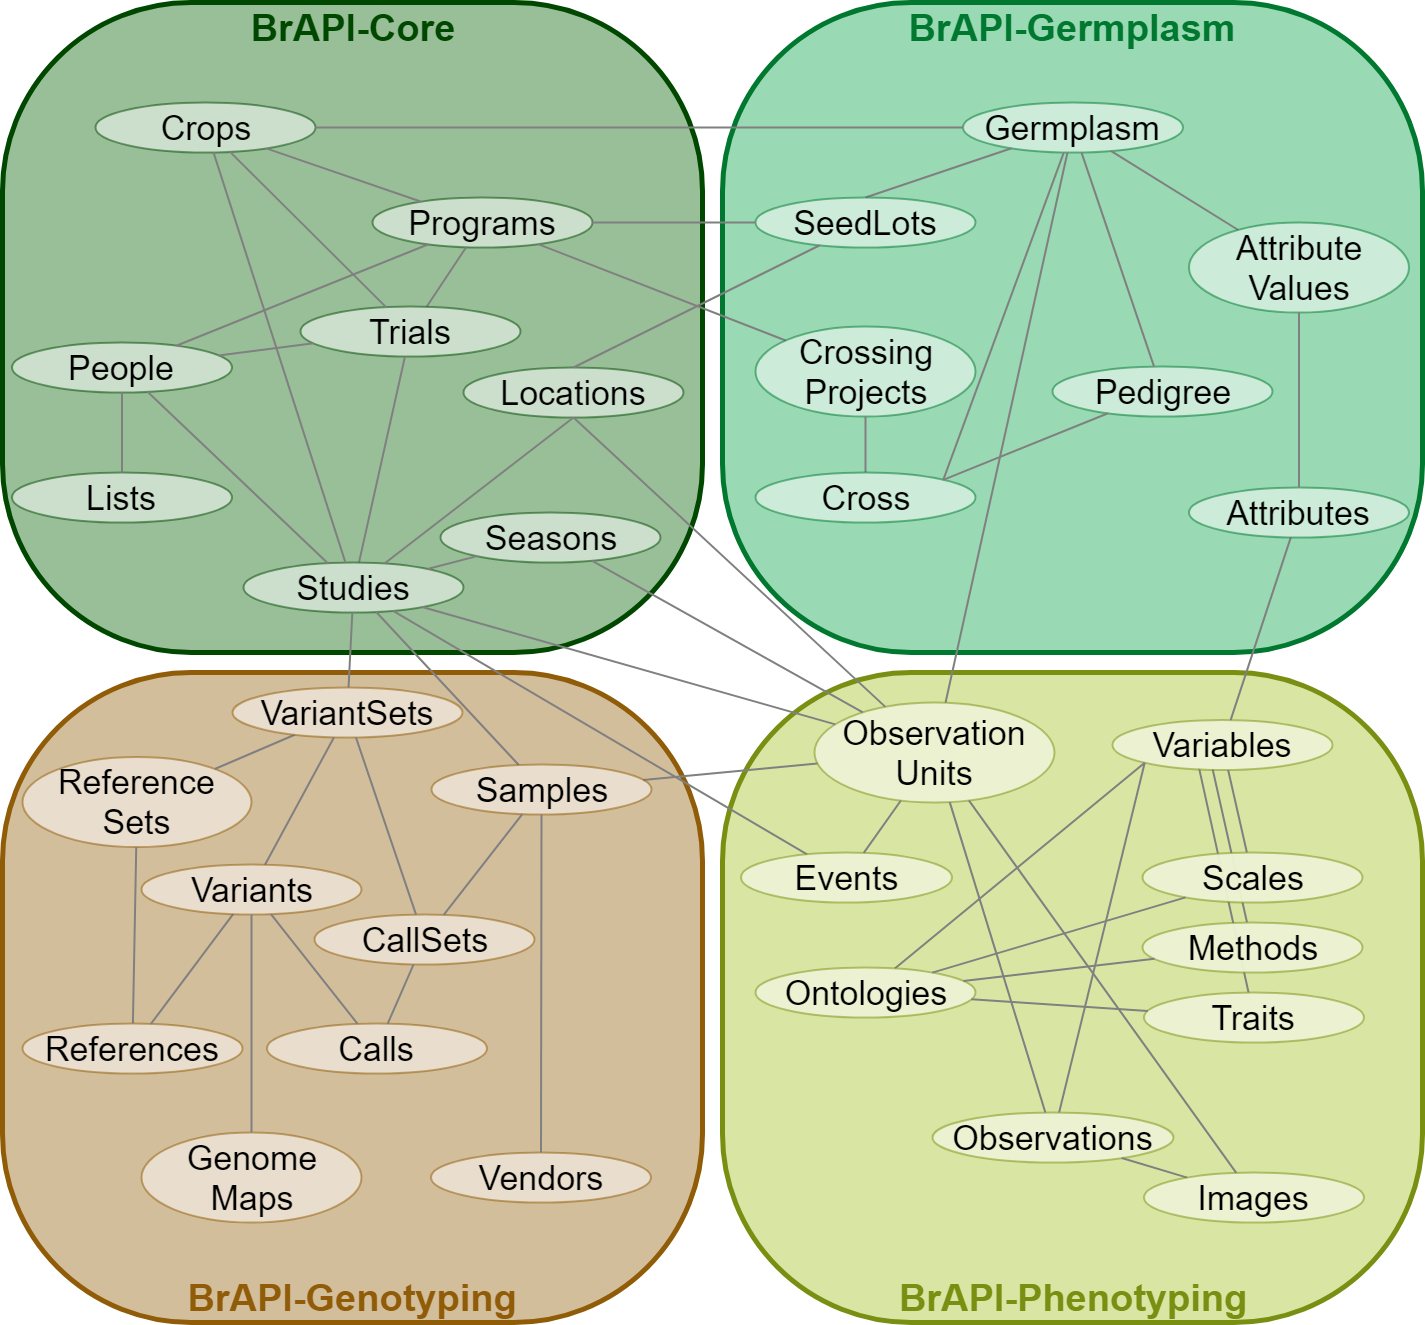 BrAPI-Core
Crops
Programs
Trials
People
Locations
Lists
Seasons
Studies
BrAPI-Germplasm
Germplasm
SeedLots
Attribute
Values
Crossing
Projects
Pedigree
Cross
Attributes
VariantSets
Reference
Sets
Samples
Variants
CallSets
References
Calls
Genome
Maps
Vendors
BrAPI-Genotyping
Observation
Units
Variables
Events
Scales
Methods
Ontologies
Traits
Observations
Images
BrAPI-Phenotyping